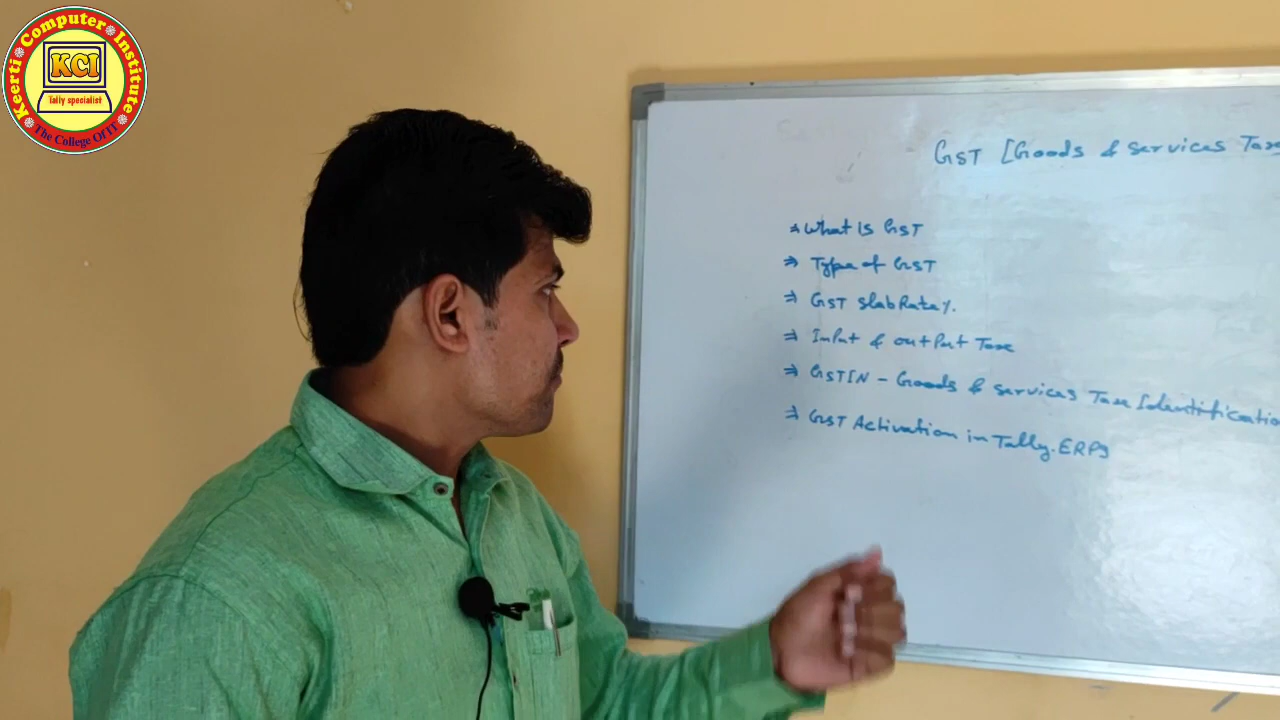 Keerti Computer Institute
KCI
Tally specialist
The College Of IT
GST [Goods & Services Tax
⇒ What IS GST
⇒ Type of GST
⇒ GST Slab Rate%.
⇒ Input & output Tax
⇒ GSTIN - Goods & services Tax Identification
⇒ GST Activation in Tally.ERP9